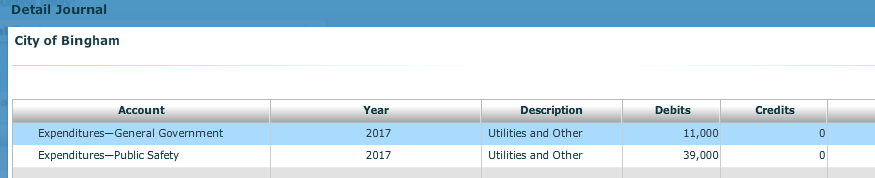 Detail Journal
City of Bingham
Account Year Description Debits Credits
Expenditures—General Government 2017 Utilities and Other 11,000 0
Expenditures—Public Safety 2017 Utilities and Other 39,000 0